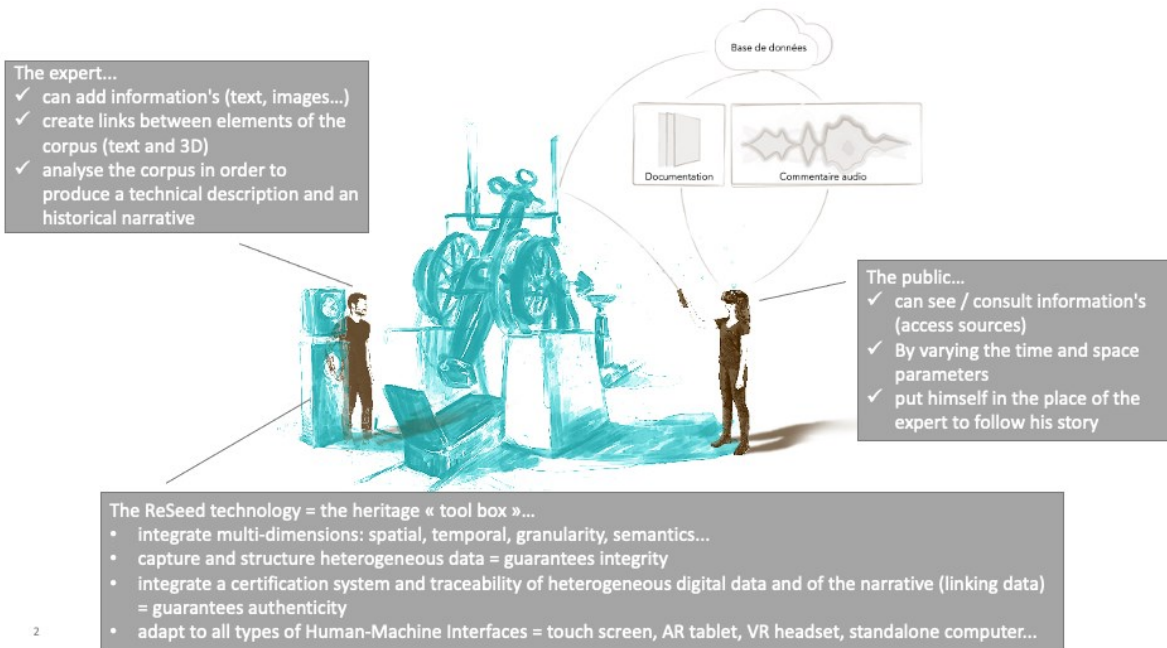 Base de données
The expert...
✓ can add information's (text, images...)
✓ create links between elements of the
corpus (text and 3D)
✓ analyse the corpus in order to
produce a technical description and an
historical narrative
Documentation
Commentaire audio
The public...
✓ can see / consult information's
(access sources)
✓ By varying the time and space
parameters
✓ put himself in the place of the
expert to follow his story
The ReSeed technology = the heritage « tool box »...
• integrate multi-dimensions: spatial, temporal, granularity, semantics...
• capture and structure heterogeneous data = guarantees integrity
• integrate a certification system and traceability of heterogeneous digital data and of the narrative (linking data)
= guarantees authenticity
• adapt to all types of Human-Machine Interfaces = touch screen, AR tablet, VR headset, standalone computer...
2